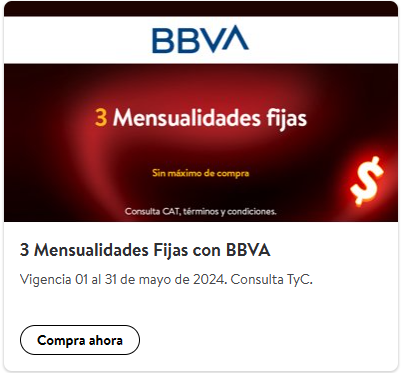 BBVA
3 Mensualidades fijas
Sin máximo de compra
$
Consulta CAT, términos y condiciones.
3 Mensualidades Fijas con BBVA
Vigencia 01 al 31 de mayo de 2024. Consulta TyC.
Compra ahora